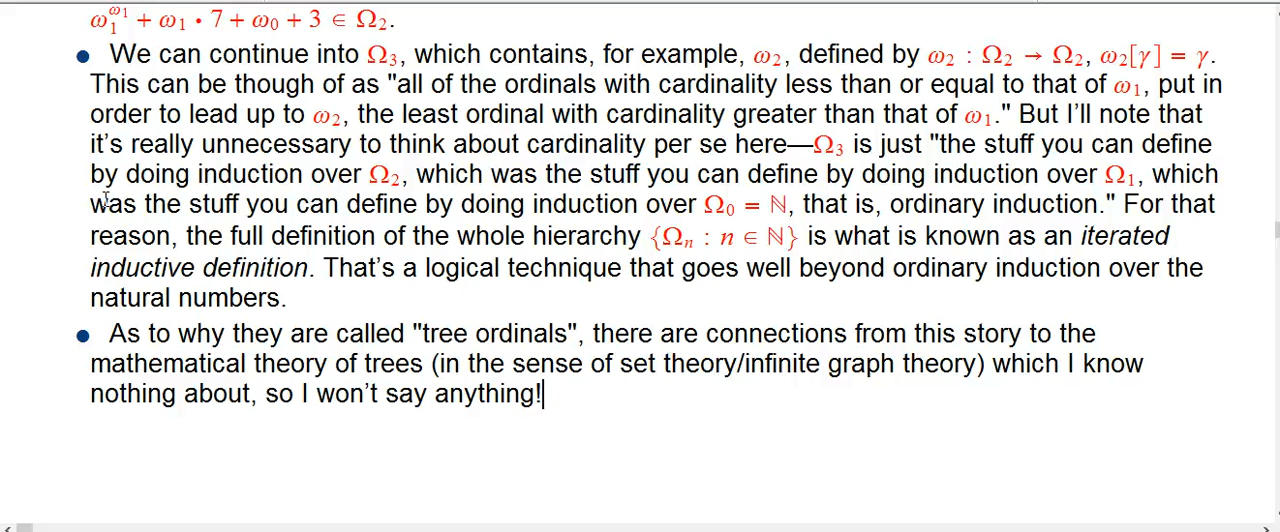 ω₁^ω₁ + ω₁ • 7 + ω₀ + 3 ∈ Ω₂.
● We can continue into Ω₃, which contains, for example, ω₂, defined by ω₂ : Ω₂ → Ω₂, ω₂[γ] = γ.
This can be though of as "all of the ordinals with cardinality less than or equal to that of ω₁, put in
order to lead up to ω₂, the least ordinal with cardinality greater than that of ω₁." But I'll note that
it's really unnecessary to think about cardinality per se here—Ω₃ is just "the stuff you can define
by doing induction over Ω₂, which was the stuff you can define by doing induction over Ω₁, which
was the stuff you can define by doing induction over Ω₀ = ℕ, that is, ordinary induction." For that
reason, the full definition of the whole hierarchy {Ωₙ : n ∈ ℕ} is what is known as an iterated
inductive definition. That's a logical technique that goes well beyond ordinary induction over the
natural numbers.
● As to why they are called "tree ordinals", there are connections from this story to the
mathematical theory of trees (in the sense of set theory/infinite graph theory) which I know
nothing about, so I won't say anything!